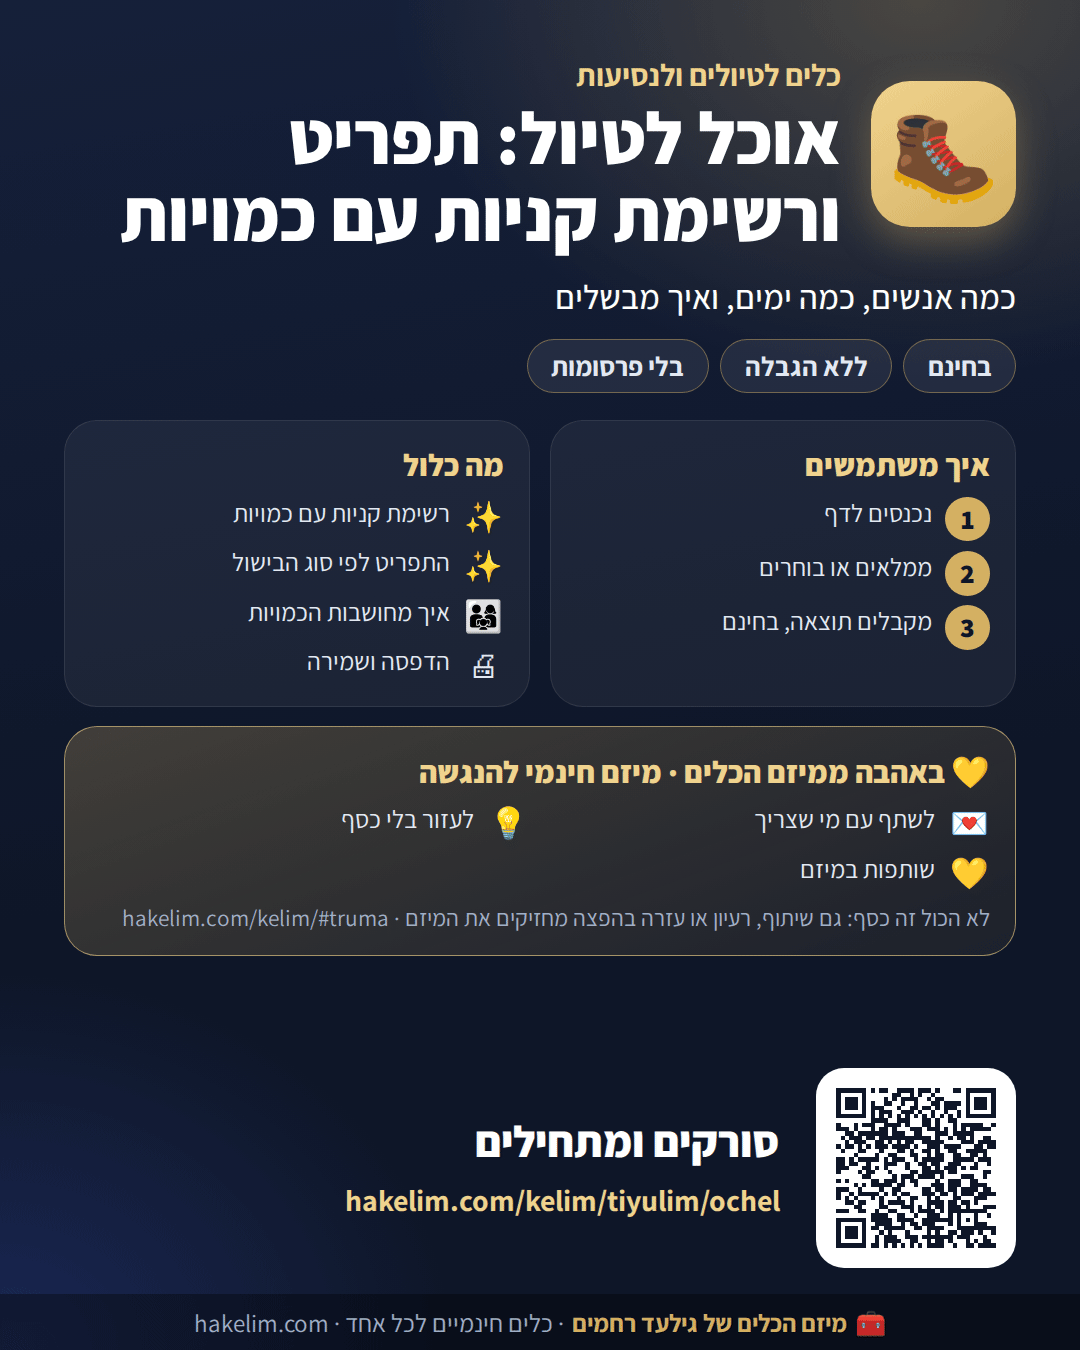 כלים לטיולים ולנסיעות
אוכל לטיול: תפריט
ורשימת קניות עם כמויות
כמה אנשים, כמה ימים, ואיך מבשלים
בחינם
ללא הגבלה
בלי פרסומות
איך משתמשים
1 נכנסים לדף
2 ממלאים או בוחרים
3 מקבלים תוצאה, בחינם
מה כלול
רשימת קניות עם כמויות
התפריט לפי סוג הבישול
איך מחושבות הכמויות
הדפסה ושמירה
באהבה ממיזם הכלים · מיזם חינמי להנגשה
לשתף עם מי שצריך
לעזור בלי כסף
שותפות במיזם
לא הכול זה כסף: גם שיתוף, רעיון או עזרה בהפצה מחזיקים את המיזם · hakelim.com/kelim/#truma
סורקים ומתחילים
hakelim.com/kelim/tiyulim/ochel
מיזם הכלים של גילעד רחמים · כלים חינמיים לכל אחד · hakelim.com